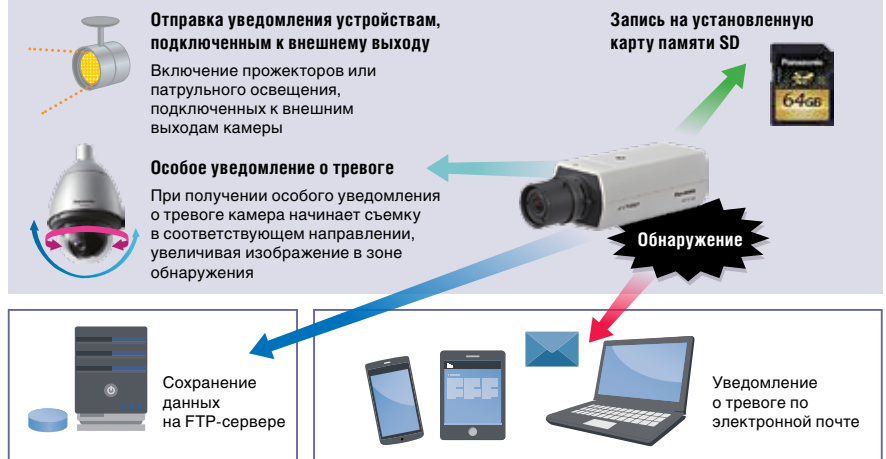 Отправка уведомления устройствам,
подключенным к внешнему выходу
Включение прожекторов или
патрульного освещения,
подключенных к внешним
выходам камеры
Особое уведомление о тревоге
При получении особого уведомления
о тревоге камера начинает съемку
в соответствующем направлении,
увеличивая изображение в зоне
обнаружения
Запись на установленную
карту памяти SD
Panasonic
64GB
Panasonic
Обнаружение
Сохранение
данных
на FTP-сервере
Уведомление
о тревоге по
электронной почте